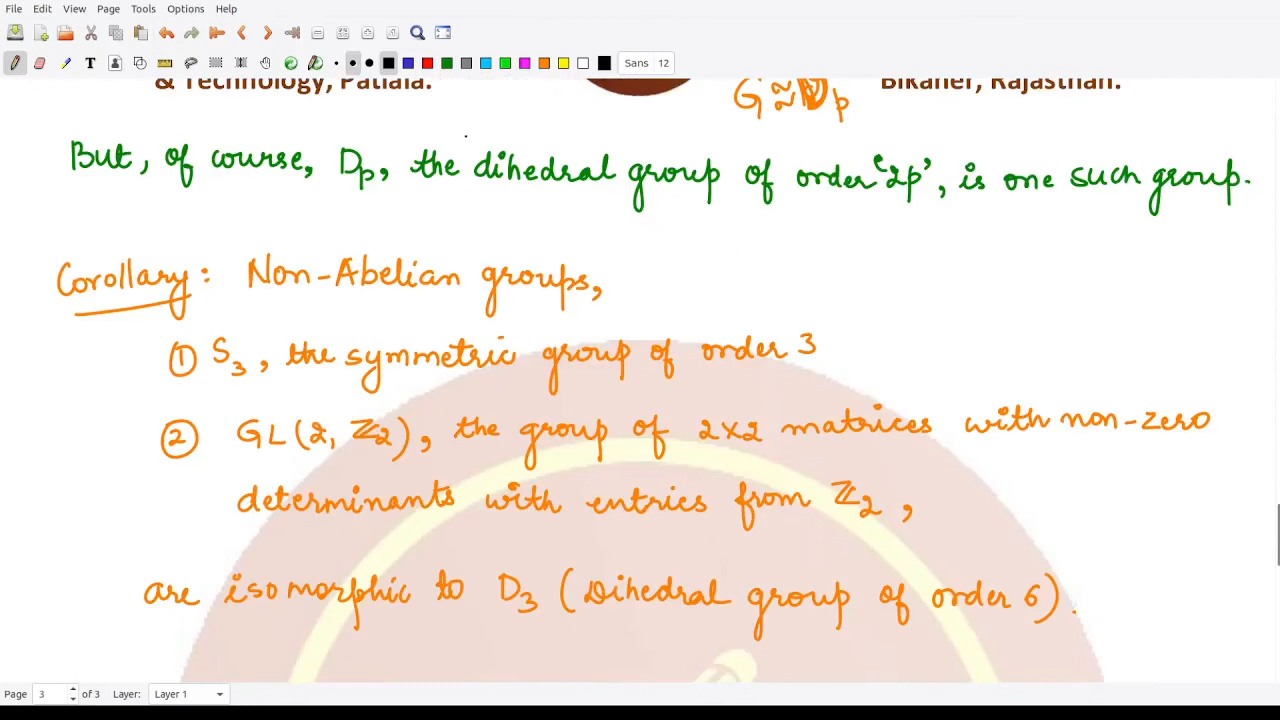 File Edit View Page Tools Options Help
Sans 12
& Technology, Patiala.
Bikaner, Rajasthan.
G ≈ Dp
But, of course, Dp, the dihedral group of order '2p', is one such group.
Corollary: Non-Abelian groups,
① S3, the symmetric group of order 3
② GL(2, ℤ2), the group of 2x2 matrices with non-zero
determinants with entries from ℤ2,
are isomorphic to D3 (Dihedral group of order 6).
Page 3 of 3 Layer: Layer 1